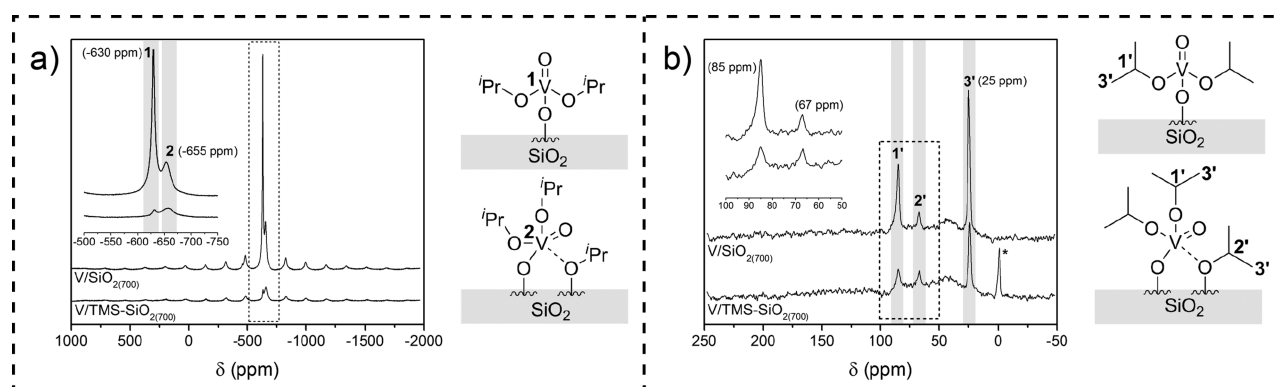 a)
(-630 ppm) 1
2 (-655 ppm)
-500 -550 -600 -650 -700 -750
V/SiO2(700)
V/TMS-SiO2(700)
1000 500 0 -500 -1000 -1500 -2000
δ (ppm)
O
1 V
iPr iPr
O O
O
SiO2
iPr
iPr O
2 O
O V
iPr
O O
SiO2
b)
(85 ppm)
(67 ppm)
100 90 80 70 60 50
3' (25 ppm)
1'
2'
*
V/SiO2(700)
V/TMS-SiO2(700)
250 200 150 100 50 0 -50
δ (ppm)
1' O
3' O V O
O
SiO2
1' 3'
O
O V O
2'
O O 3'
SiO2